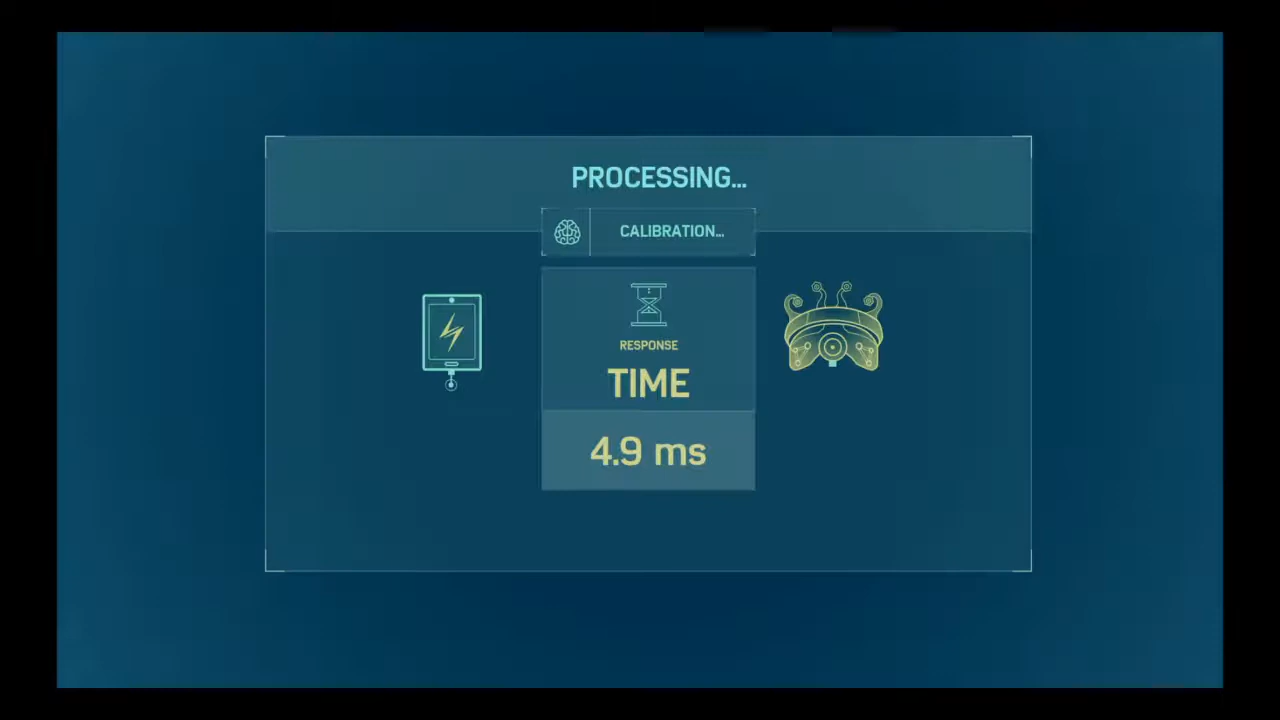 PROCESSING...
CALIBRATION...
RESPONSE
TIME
4.9 ms